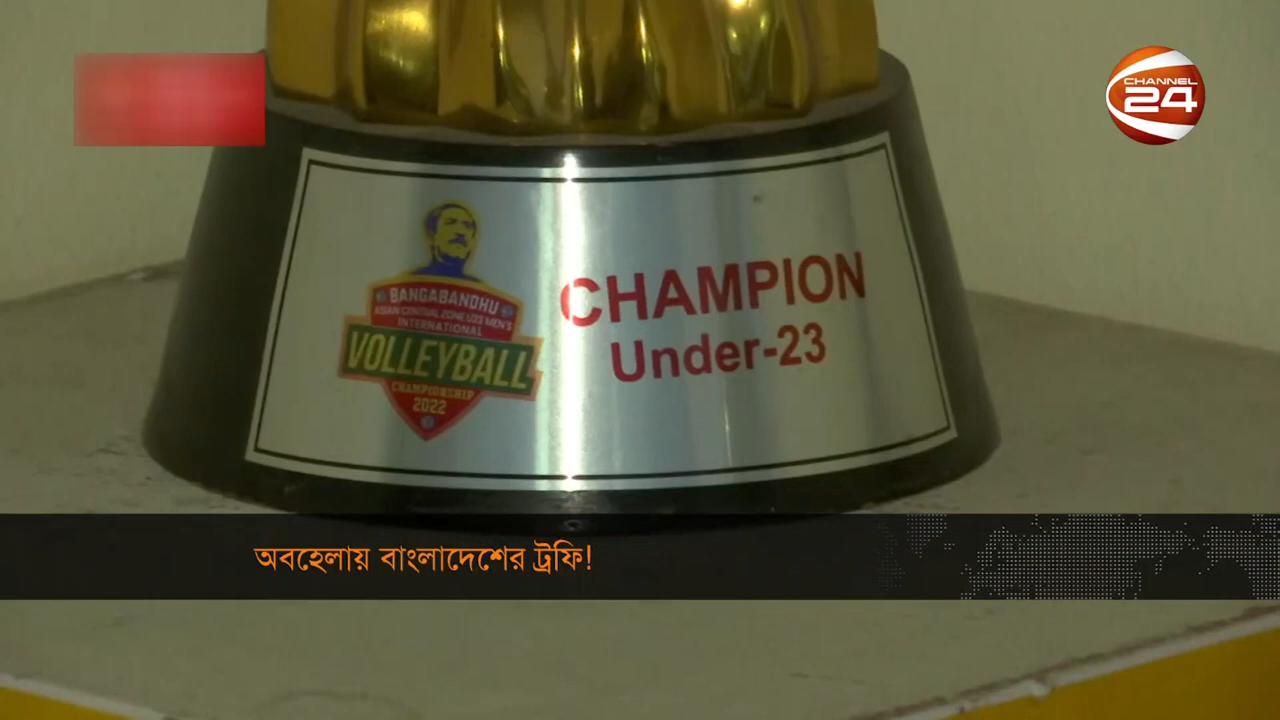 CHANNEL
24
BANGABANDHU
ASIAN CENTRAL ZONE U23 MEN'S
INTERNATIONAL
VOLLEYBALL
CHAMPIONSHIP
2022
CHAMPION
Under-23
অবহেলায় বাংলাদেশের ট্রফি!